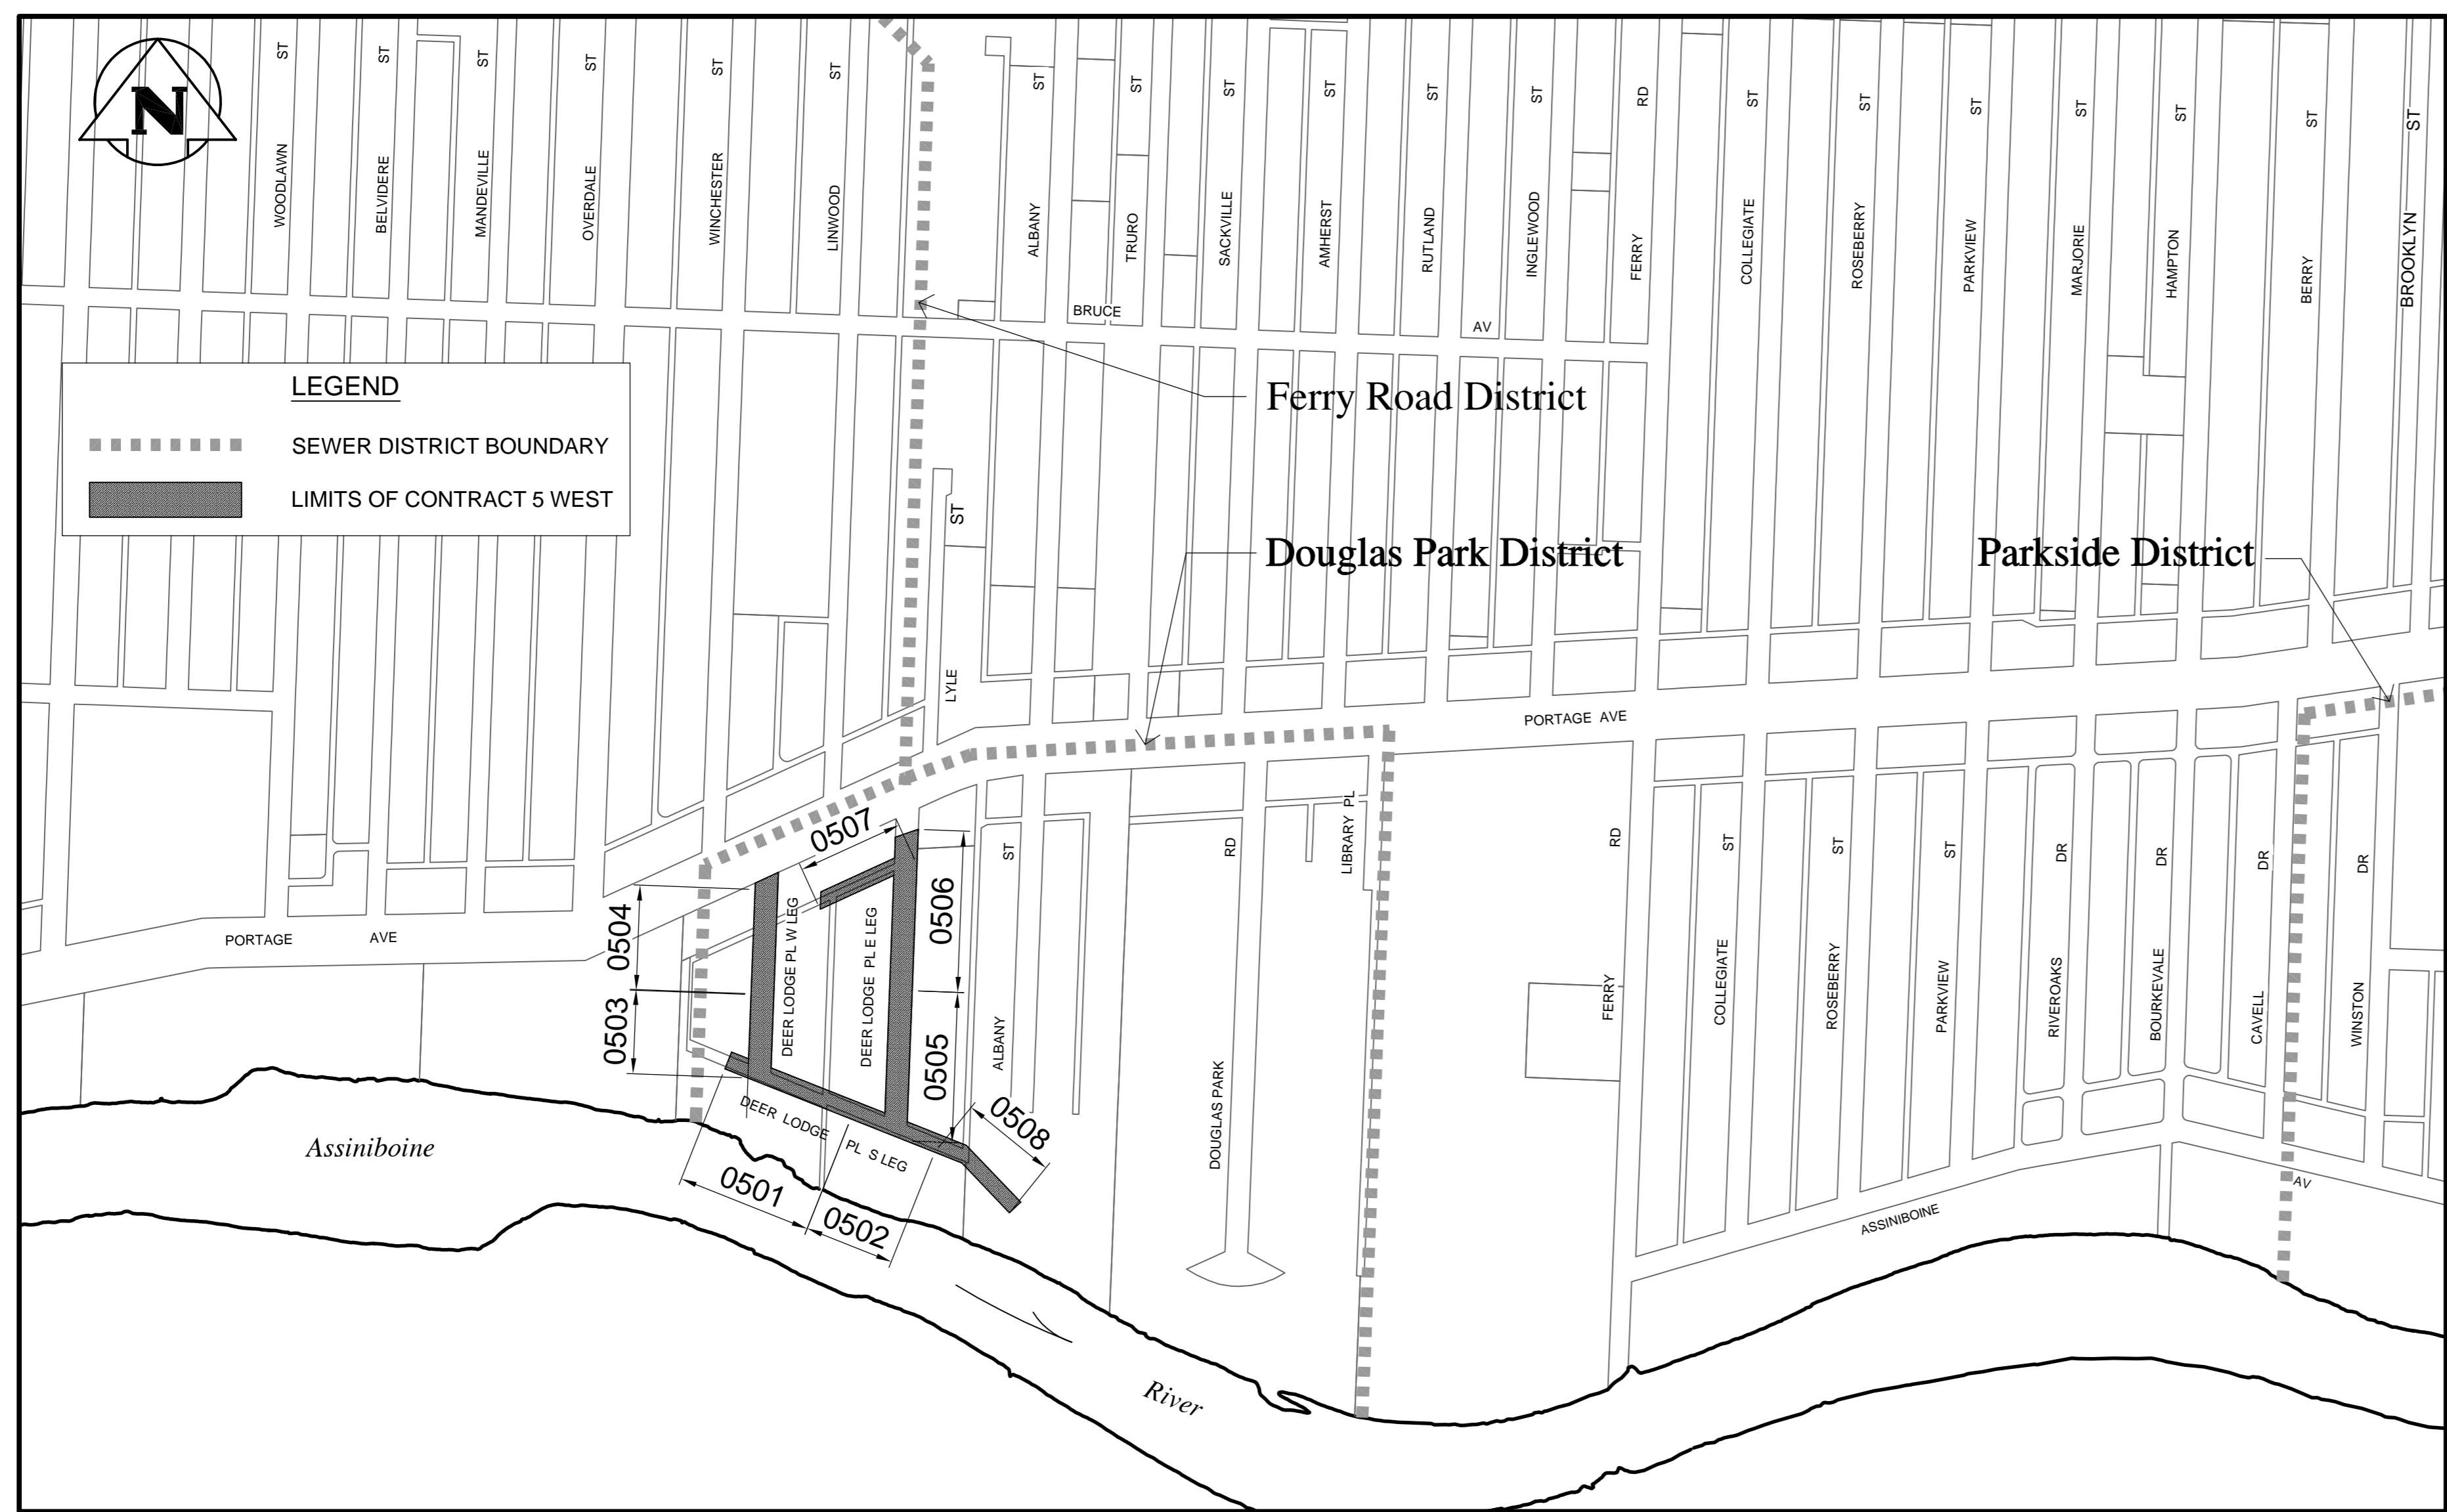 N
WOODLAWN ST
BELVIDERE ST
MANDEVILLE ST
OVERDALE ST
WINCHESTER ST
LINWOOD ST
ALBANY ST
TRURO ST
SACKVILLE ST
AMHERST ST
RUTLAND ST
INGLEWOOD ST
FERRY RD
COLLEGIATE ST
ROSEBERRY ST
PARKVIEW ST
MARJORIE ST
HAMPTON ST
BERRY ST
BROOKLYN ST
BRUCE AV
LEGEND
SEWER DISTRICT BOUNDARY
LIMITS OF CONTRACT 5 WEST
Ferry Road District
Douglas Park District
Parkside District
LYLE ST
PORTAGE AVE
PORTAGE AVE
0507
0504
0503
0506
0505
0508
0501
0502
DEER LODGE PL W LEG
DEER LODGE PL E LEG
DEER LODGE PL S LEG
ALBANY ST
DOUGLAS PARK RD
LIBRARY PL
FERRY RD
COLLEGIATE ST
ROSEBERRY ST
PARKVIEW ST
RIVEROAKS DR
BOURKEVALE DR
CAVELL DR
WINSTON DR
ASSINIBOINE AV
Assiniboine
River